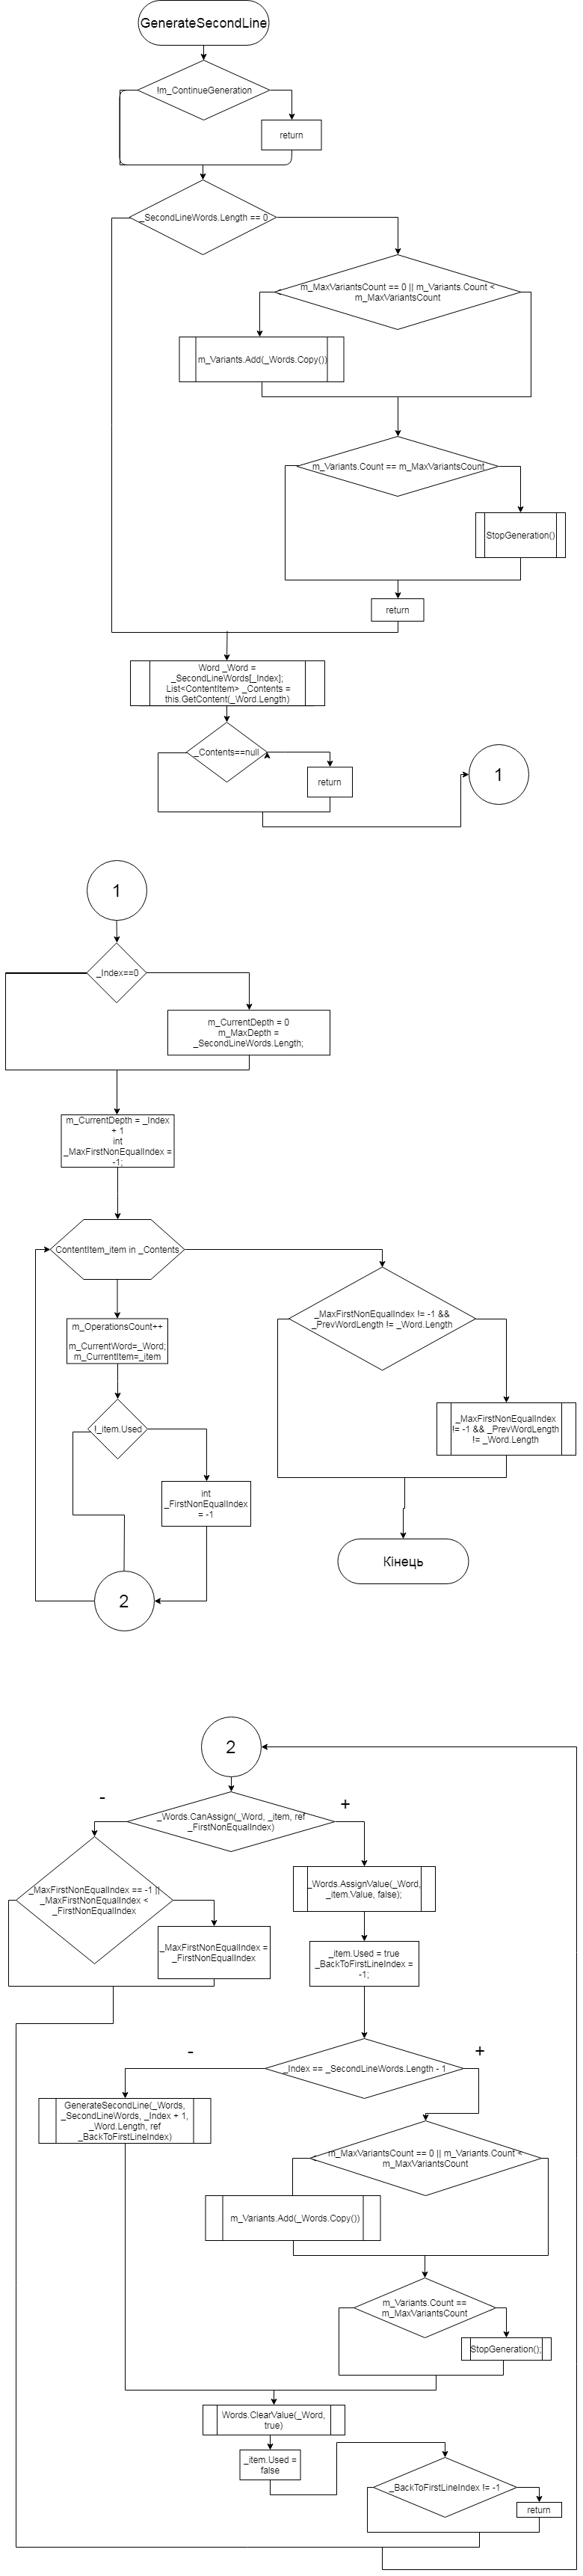 GenerateSecondLine
!m_ContinueGeneration
return
_SecondLineWords.Length == 0
m_MaxVariantsCount == 0 || m_Variants.Count <
m_MaxVariantsCount
m_Variants.Add(_Words.Copy())
m_Variants.Count == m_MaxVariantsCount
StopGeneration()
return
Word _Word =
_SecondLineWords[_Index];
List<ContentItem> _Contents =
this.GetContent(_Word.Length)
_Contents==null
return
1
1
_Index==0
m_CurrentDepth = 0
m_MaxDepth =
_SecondLineWords.Length;
m_CurrentDepth = _Index
+ 1
int
_MaxFirstNonEqualIndex =
-1;
ContentItem_item in _Contents
m_OperationsCount++
m_CurrentWord=_Word;
m_CurrentItem=_item
_MaxFirstNonEqualIndex != -1 &&
_PrevWordLength != _Word.Length
_MaxFirstNonEqualIndex
!= -1 && _PrevWordLength
!= _Word.Length
!_item.Used
int
_FirstNonEqualIndex
= -1
Кінець
2
2
-
+
_Words.CanAssign(_Word, _item, ref
_FirstNonEqualIndex)
_MaxFirstNonEqualIndex == -1 ||
_MaxFirstNonEqualIndex <
_FirstNonEqualIndex
_Words.AssignValue(_Word,
_item.Value, false);
_MaxFirstNonEqualIndex =
_FirstNonEqualIndex
_item.Used = true
_BackToFirstLineIndex =
-1;
-
+
_Index == _SecondLineWords.Length - 1
GenerateSecondLine(_Words,
_SecondLineWords, _Index + 1,
_Word.Length, ref
_BackToFirstLineIndex)
m_MaxVariantsCount == 0 || m_Variants.Count <
m_MaxVariantsCount
m_Variants.Add(_Words.Copy())
m_Variants.Count ==
m_MaxVariantsCount
StopGeneration();
Words.ClearValue(_Word,
true)
_item.Used =
false
_BackToFirstLineIndex != -1
return